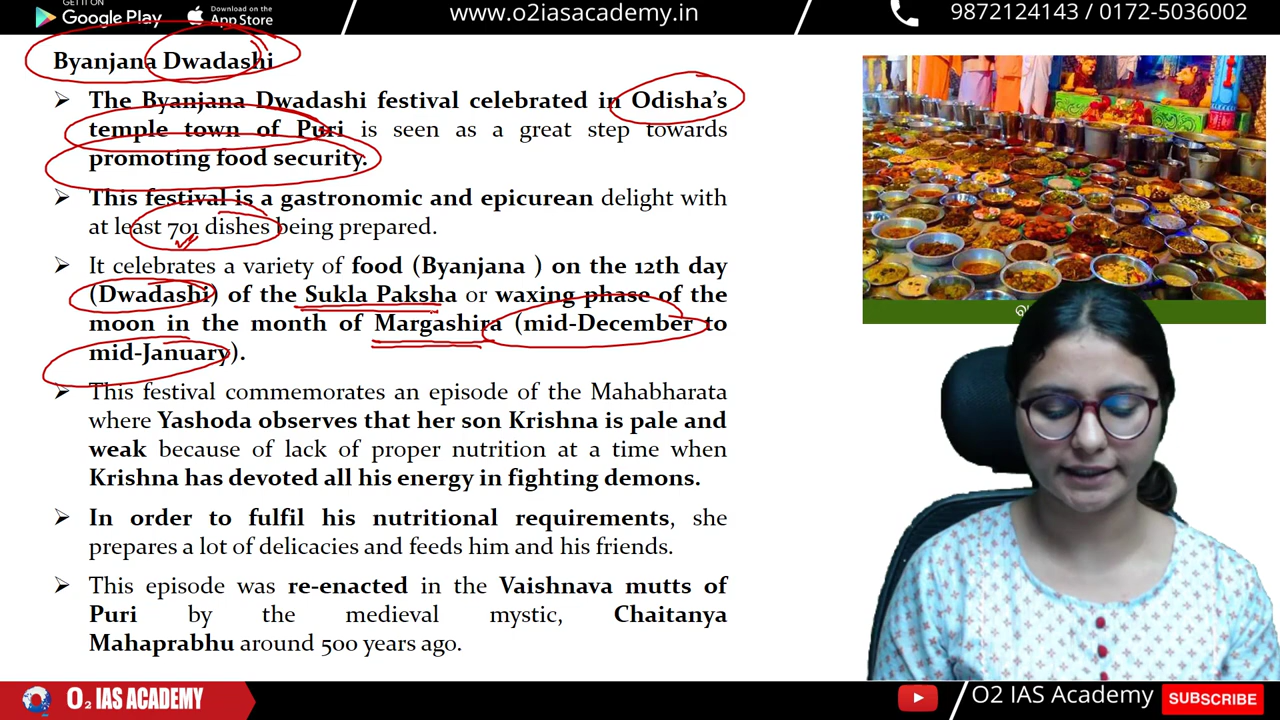 GET IT ON
Google Play
Download on the
App Store
www.o2iasacademy.in
9872124143 / 0172-5036002
Byanjana Dwadashi
➢ The Byanjana Dwadashi festival celebrated in Odisha's
temple town of Puri is seen as a great step towards
promoting food security.
➢ This festival is a gastronomic and epicurean delight with
at least 701 dishes being prepared.
➢ It celebrates a variety of food (Byanjana ) on the 12th day
(Dwadashi) of the Sukla Paksha or waxing phase of the
moon in the month of Margashira (mid-December to
mid-January).
➢ This festival commemorates an episode of the Mahabharata
where Yashoda observes that her son Krishna is pale and
weak because of lack of proper nutrition at a time when
Krishna has devoted all his energy in fighting demons.
➢ In order to fulfil his nutritional requirements, she
prepares a lot of delicacies and feeds him and his friends.
➢ This episode was re-enacted in the Vaishnava mutts of
Puri by the medieval mystic, Chaitanya
Mahaprabhu around 500 years ago.
O2 IAS ACADEMY
O2 IAS Academy
SUBSCRIBE